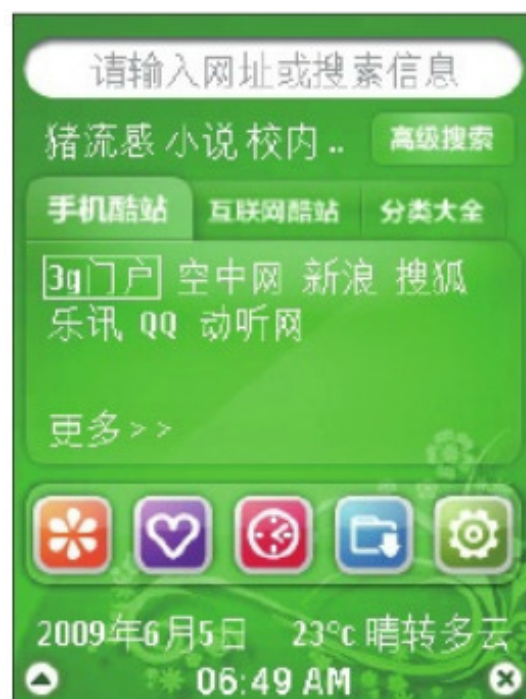 请输入网址或搜索信息
猪流感 小说 校内 .. 高级搜索
手机酷站 互联网酷站 分类大全
3g门户 空中网 新浪 搜狐
乐讯 QQ 动听网
更多>>
2009年6月5日 23°c 晴转多云
06:49 AM